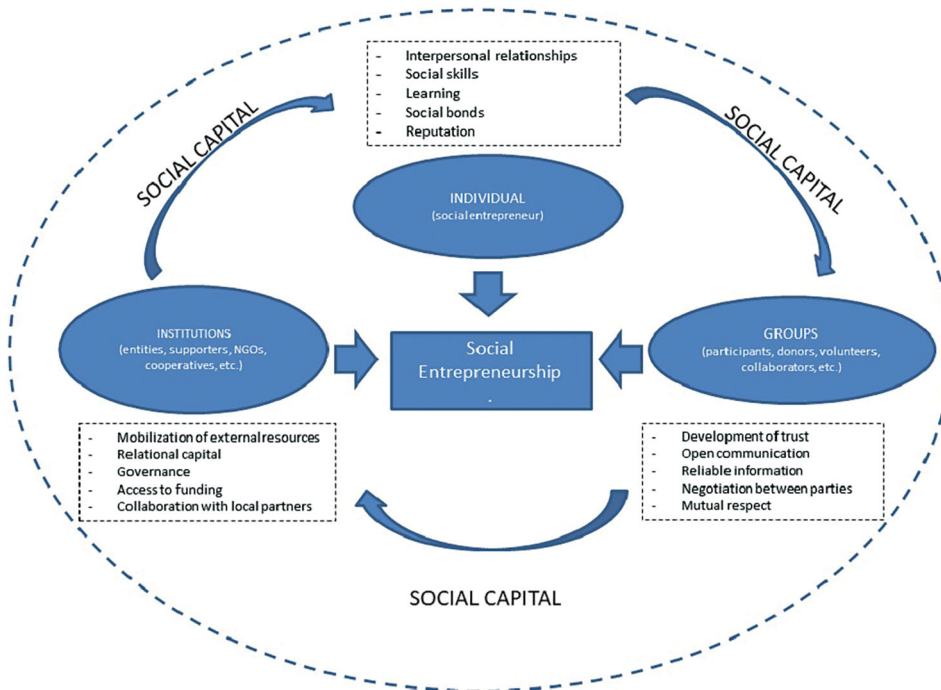 - Interpersonal relationships
- Social skills
- Learning
- Social bonds
- Reputation
SOCIAL CAPITAL
SOCIAL CAPITAL
INDIVIDUAL
(social entrepreneur)
INSTITUTIONS
(entities, supporters, NGOs,
cooperatives, etc.)
Social
Entrepreneurship
.
GROUPS
(participants, donors, volunteers,
collaborators, etc.)
- Mobilization of external resources
- Relational capital
- Governance
- Access to funding
- Collaboration with local partners
- Development of trust
- Open communication
- Reliable information
- Negotiation between parties
- Mutual respect
SOCIAL CAPITAL